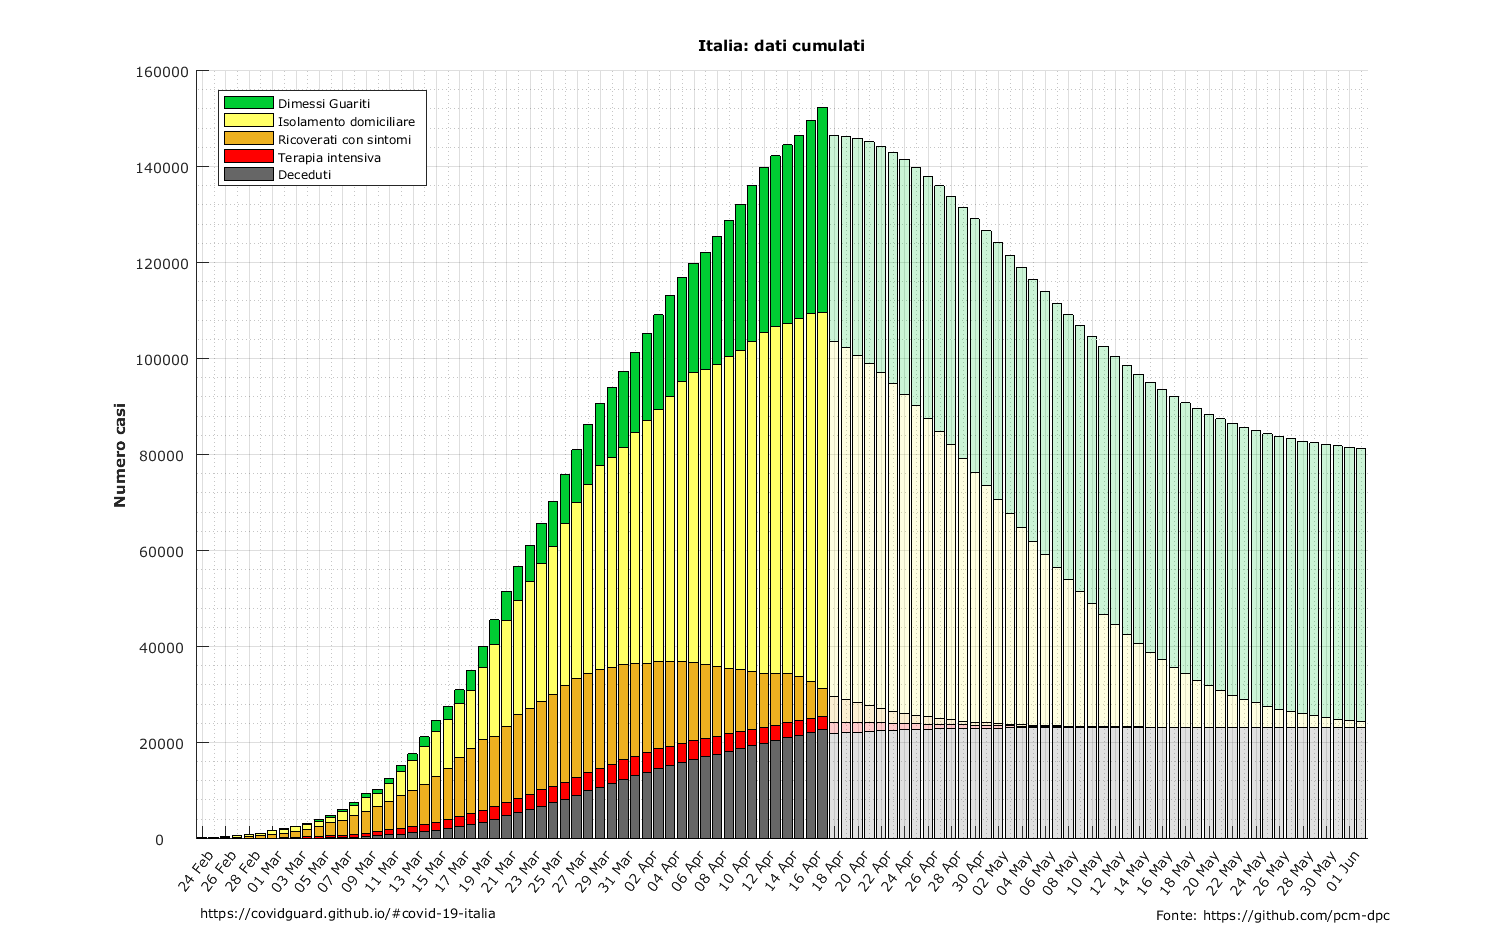 Italia: dati cumulati
160000
140000
120000
100000
80000
60000
40000
20000
0
Numero casi
Dimessi Guariti
Isolamento domiciliare
Ricoverati con sintomi
Terapia intensiva
Deceduti
24 Feb
26 Feb
28 Feb
01 Mar
03 Mar
05 Mar
07 Mar
09 Mar
11 Mar
13 Mar
15 Mar
17 Mar
19 Mar
21 Mar
23 Mar
25 Mar
27 Mar
29 Mar
31 Mar
02 Apr
04 Apr
06 Apr
08 Apr
10 Apr
12 Apr
14 Apr
16 Apr
18 Apr
20 Apr
22 Apr
24 Apr
26 Apr
28 Apr
30 Apr
02 May
04 May
06 May
08 May
10 May
12 May
14 May
16 May
18 May
20 May
22 May
24 May
26 May
28 May
30 May
01 Jun
https://covidguard.github.io/#covid-19-italia
Fonte: https://github.com/pcm-dpc